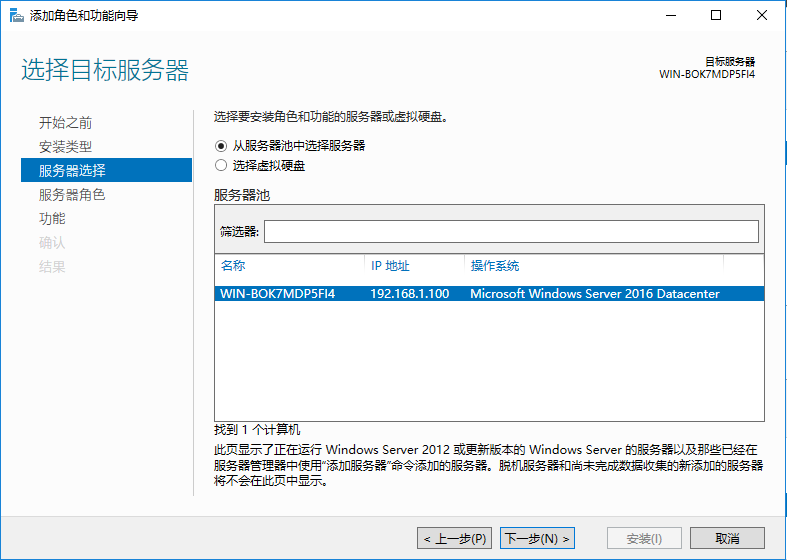 添加角色和功能向导
选择目标服务器
目标服务器
WIN-BOK7MDP5FI4
开始之前
安装类型
服务器选择
服务器角色
功能
确认
结果
选择要安装角色和功能的服务器或虚拟硬盘。
从服务器池中选择服务器
选择虚拟硬盘
服务器池
筛选器:
名称 IP 地址 操作系统
WIN-BOK7MDP5FI4 192.168.1.100 Microsoft Windows Server 2016 Datacenter
找到 1 个计算机
此页显示了正在运行 Windows Server 2012 或更新版本的 Windows Server 的服务器以及那些已经在
服务器管理器中使用"添加服务器"命令添加的服务器。脱机服务器和尚未完成数据收集的新添加的服务器
将不会在此页中显示。
< 上一步(P) 下一步(N) > 安装(I) 取消